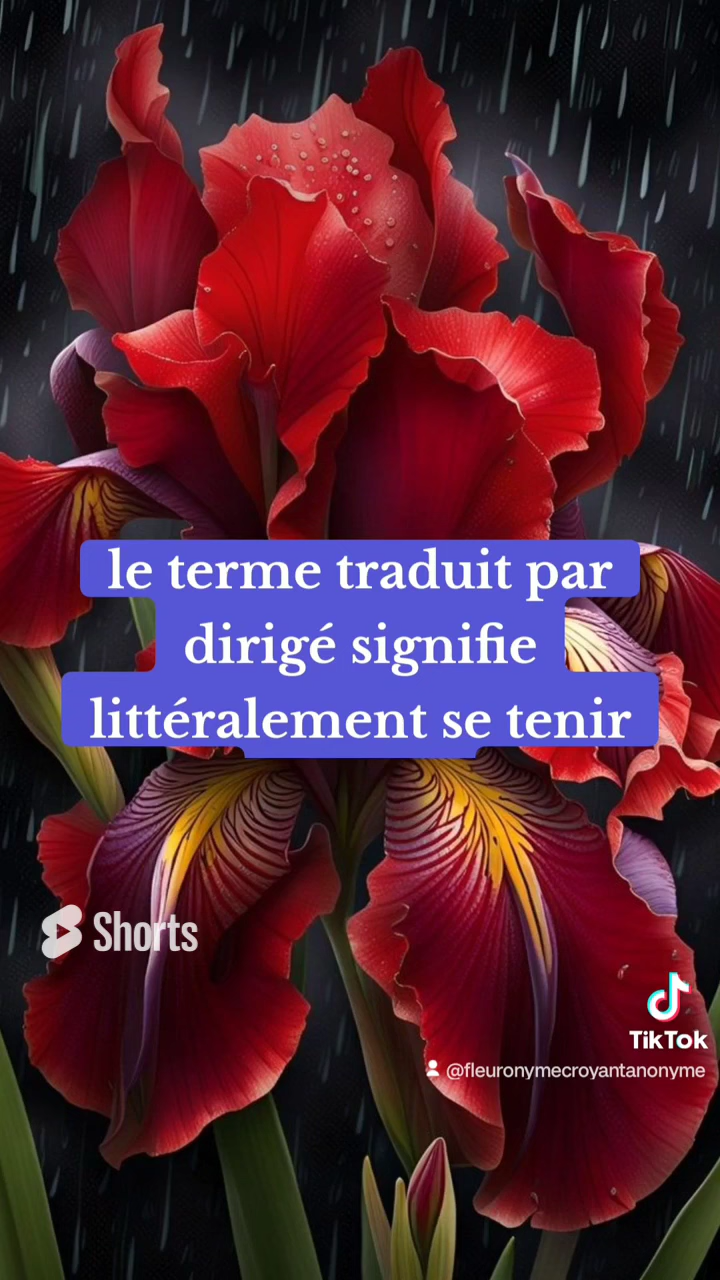 le terme traduit par
dirigé signifie
littéralement se tenir
Shorts
TikTok
@fleuronymecroyantanonyme